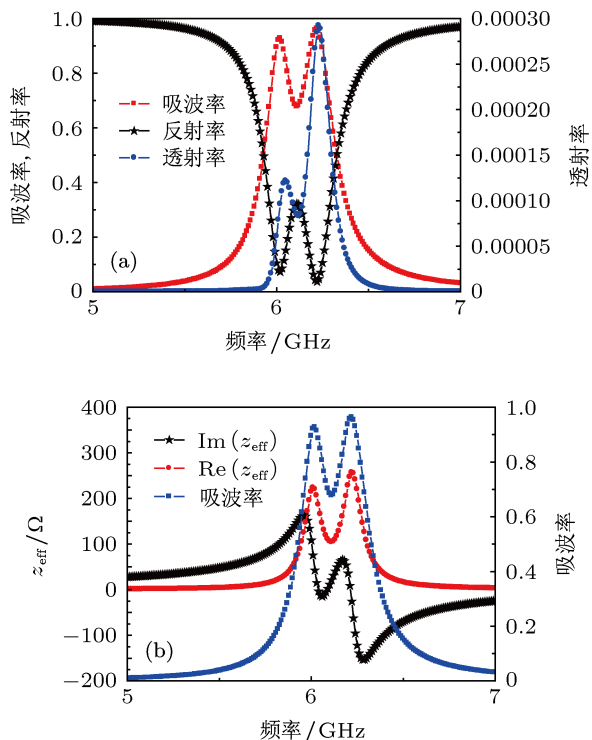 1.0
0.8
0.6
0.4
0.2
0
吸波率, 反射率
0.00030
0.00025
0.00020
0.00015
0.00010
0.00005
0
透射率
吸波率
反射率
透射率
(a)
5 6 7
频率/GHz
400
300
200
100
0
−100
−200
z_eff/Ω
1.0
0.8
0.6
0.4
0.2
0
吸波率
Im (z_eff)
Re (z_eff)
吸波率
(b)
5 6 7
频率/GHz